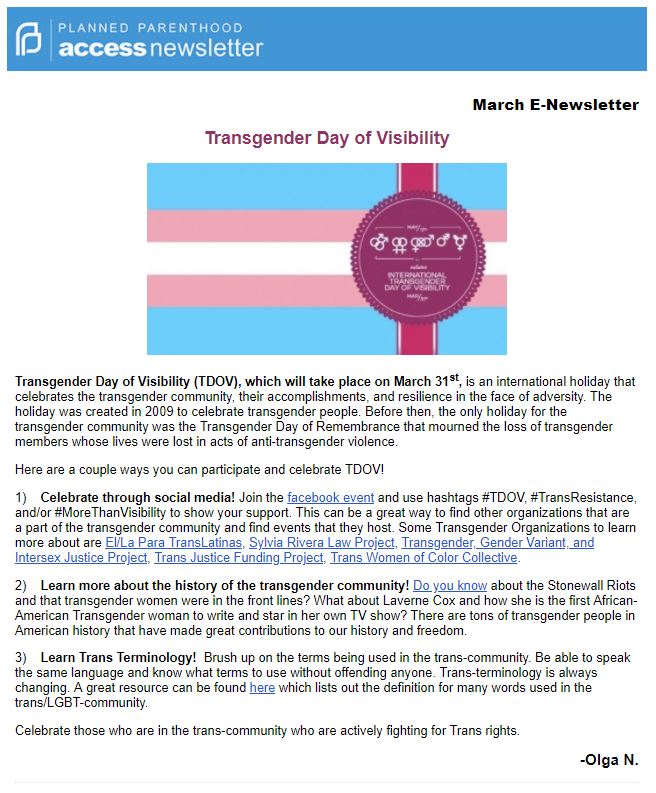 PLANNED PARENTHOOD
access newsletter
March E-Newsletter
Transgender Day of Visibility
INTERNATIONAL
TRANSGENDER
DAY OF VISIBILITY
Transgender Day of Visibility (TDOV), which will take place on March 31st, is an international holiday that
celebrates the transgender community, their accomplishments, and resilience in the face of adversity. The
holiday was created in 2009 to celebrate transgender people. Before then, the only holiday for the
transgender community was the Transgender Day of Remembrance that mourned the loss of transgender
members whose lives were lost in acts of anti-transgender violence.
Here are a couple ways you can participate and celebrate TDOV!
1) Celebrate through social media! Join the facebook event and use hashtags #TDOV, #TransResistance,
and/or #MoreThanVisibility to show your support. This can be a great way to find other organizations that are
a part of the transgender community and find events that they host. Some Transgender Organizations to learn
more about are El/La Para TransLatinas, Sylvia Rivera Law Project, Transgender, Gender Variant, and
Intersex Justice Project, Trans Justice Funding Project, Trans Women of Color Collective.
2) Learn more about the history of the transgender community! Do you know about the Stonewall Riots
and that transgender women were in the front lines? What about Laverne Cox and how she is the first African-
American Transgender woman to write and star in her own TV show? There are tons of transgender people in
American history that have made great contributions to our history and freedom.
3) Learn Trans Terminology! Brush up on the terms being used in the trans-community. Be able to speak
the same language and know what terms to use without offending anyone. Trans-terminology is always
changing. A great resource can be found here which lists out the definition for many words used in the
trans/LGBT-community.
Celebrate those who are in the trans-community who are actively fighting for Trans rights.
-Olga N.